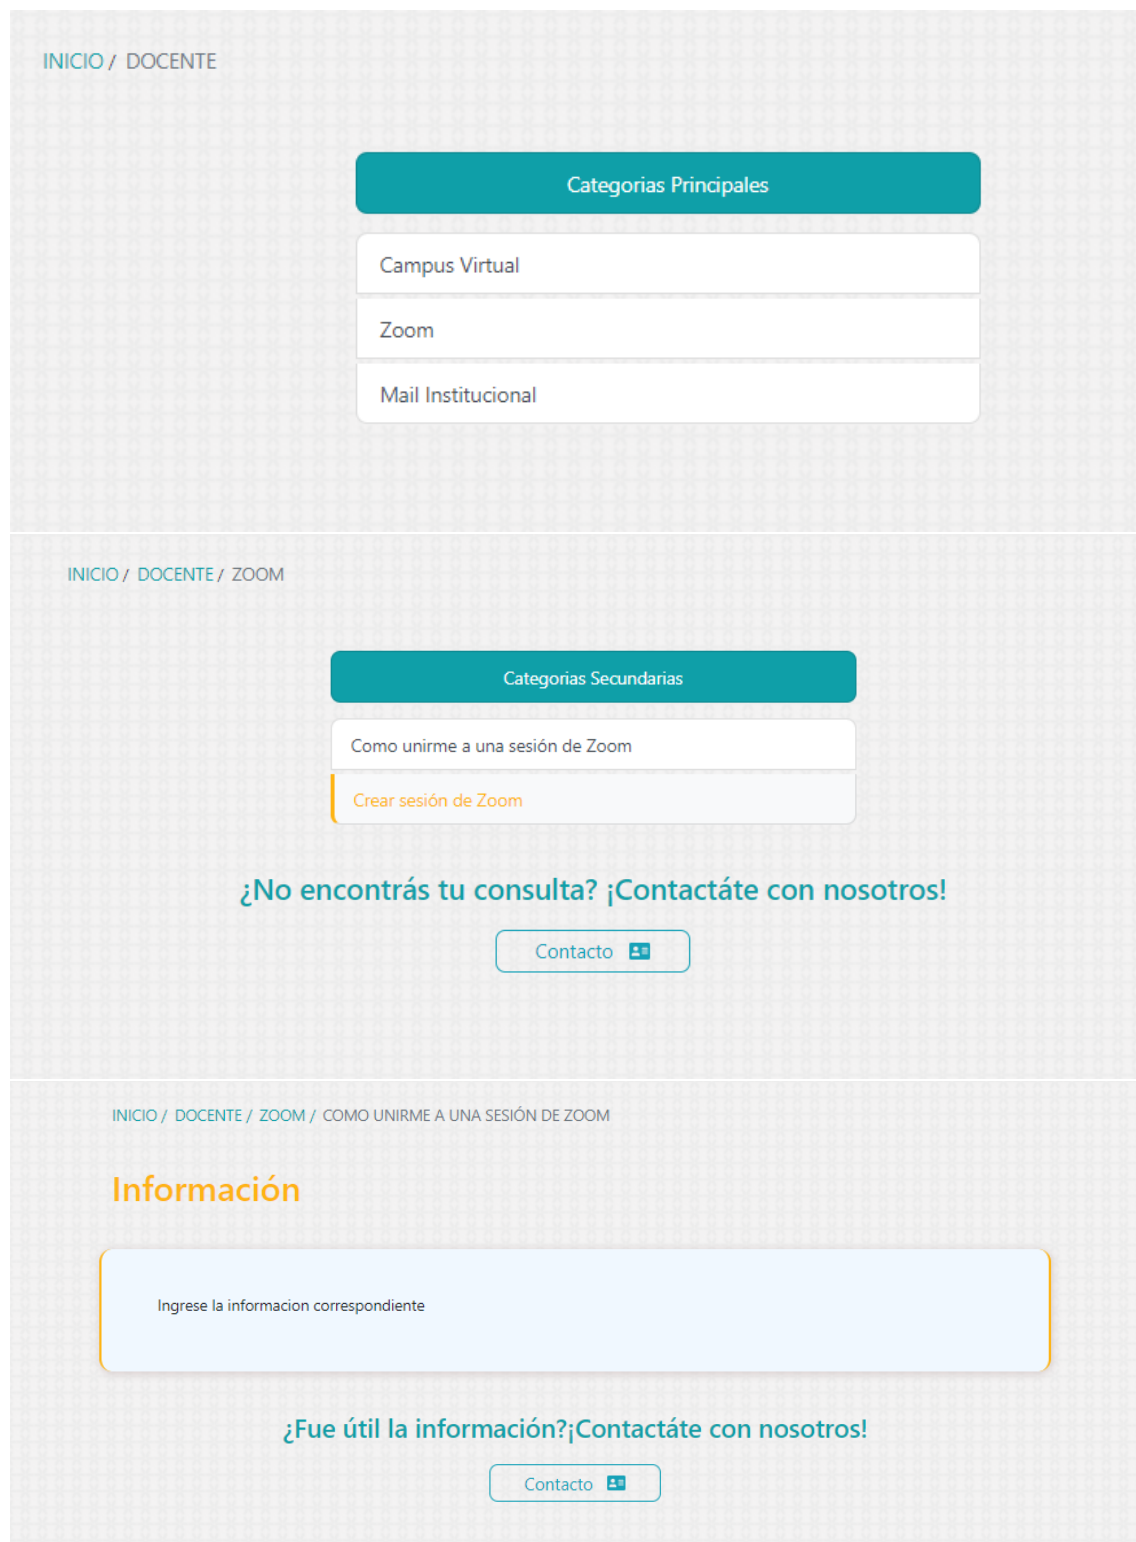 INICIO / DOCENTE
Categorias Principales
Campus Virtual
Zoom
Mail Institucional
INICIO / DOCENTE / ZOOM
Categorias Secundarias
Como unirme a una sesión de Zoom
Crear sesión de Zoom
¿No encontrás tu consulta? ¡Contactáte con nosotros!
Contacto
INICIO / DOCENTE / ZOOM / COMO UNIRME A UNA SESIÓN DE ZOOM
Información
Ingrese la informacion correspondiente
¿Fue útil la información?¡Contactáte con nosotros!
Contacto